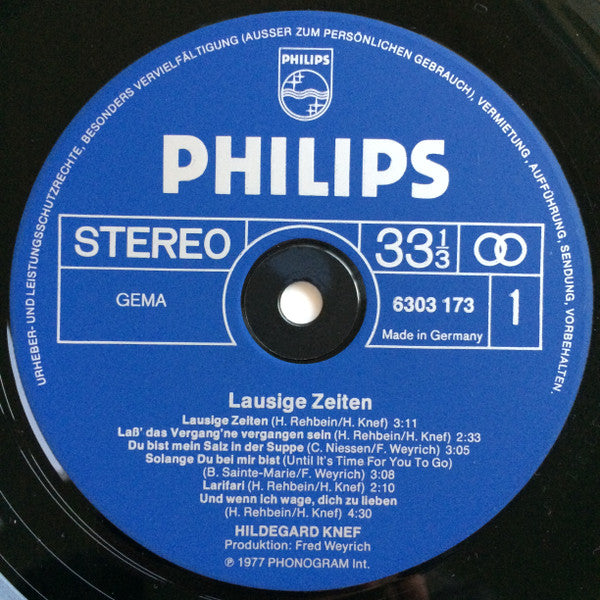 URHEBER- UND LEISTUNGSSCHUTZRECHTE, BESONDERS VERVIELFÄLTIGUNG (AUSSER ZUM PERSÖNLICHEN GEBRAUCH), VERMIETUNG, AUFFÜHRUNG, SENDUNG, VORBEHALTEN.
PHILIPS
PHILIPS
STEREO
33 1/3
GEMA
6303 173
1
Made in Germany
Lausige Zeiten
Lausige Zeiten (H. Rehbein/H. Knef) 3:11
Laß' das Vergang'ne vergangen sein (H. Rehbein/H. Knef) 2:33
Du bist mein Salz in der Suppe (C. Niessen/F. Weyrich) 3:05
Solange Du bei mir bist (Until It's Time For You To Go)
(B. Sainte-Marie/F. Weyrich) 3:08
Larifari (H. Rehbein/H. Knef) 2:10
Und wenn ich wage, dich zu lieben
(H. Rehbein/H. Knef) 4:30
HILDEGARD KNEF
Produktion: Fred Weyrich
℗ 1977 PHONOGRAM Int.